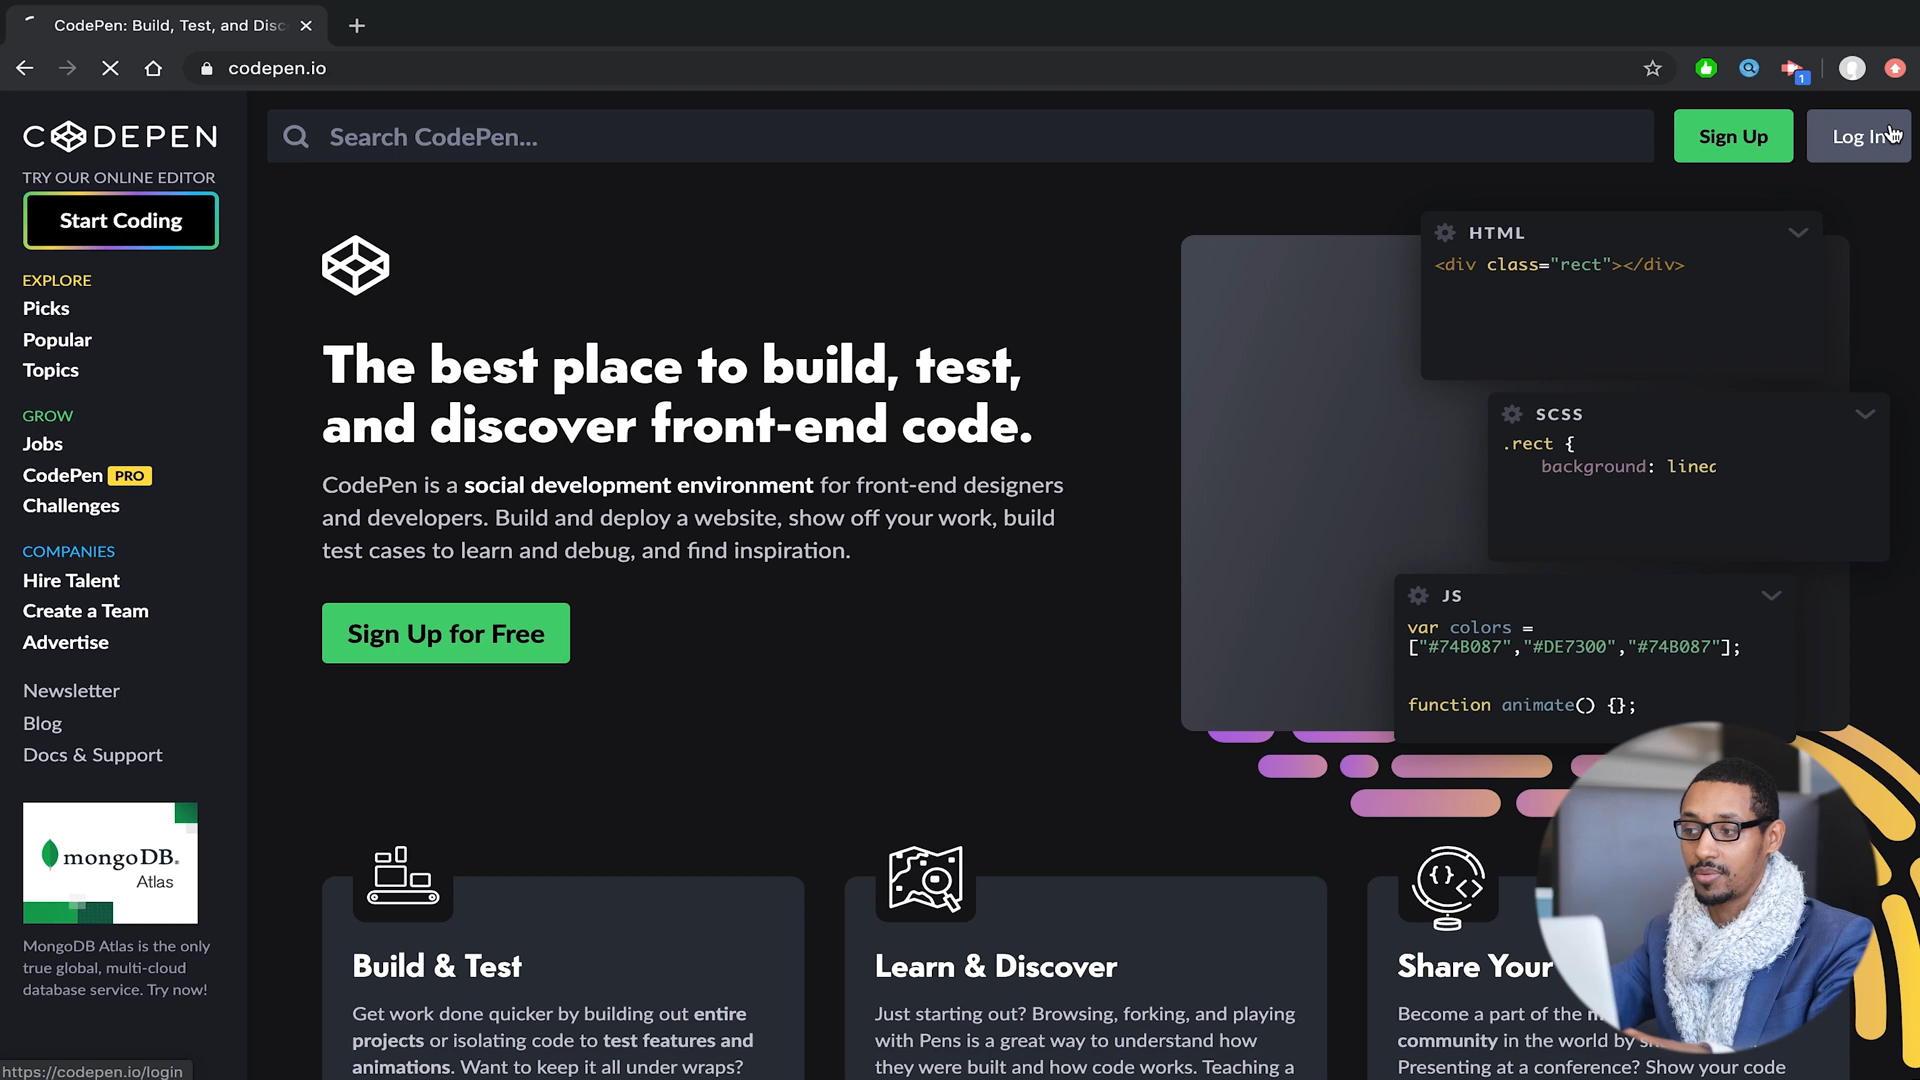 CodePen: Build, Test, and Disc
codepen.io
1
CODEPEN
TRY OUR ONLINE EDITOR
Start Coding
EXPLORE
Picks
Popular
Topics
GROW
Jobs
CodePen PRO
Challenges
COMPANIES
Hire Talent
Create a Team
Advertise
Newsletter
Blog
Docs & Support
mongoDB.
Atlas
MongoDB Atlas is the only
true global, multi-cloud
database service. Try now!
https://codepen.io/login
Search CodePen...
Sign Up
Log In
The best place to build, test,
and discover front-end code.
CodePen is a social development environment for front-end designers
and developers. Build and deploy a website, show off your work, build
test cases to learn and debug, and find inspiration.
Sign Up for Free
HTML
<div class="rect"></div>
SCSS
.rect {
background: linea
JS
var colors =
["#74B087","#DE7300","#74B087"];
function animate() {};
Build & Test
Get work done quicker by building out entire
projects or isolating code to test features and
animations. Want to keep it all under wraps?
Learn & Discover
Just starting out? Browsing, forking, and playing
with Pens is a great way to understand how
they were built and how code works. Teaching a
Share Your
Become a part of the
community in the world by
Presenting at a conference? Show your code